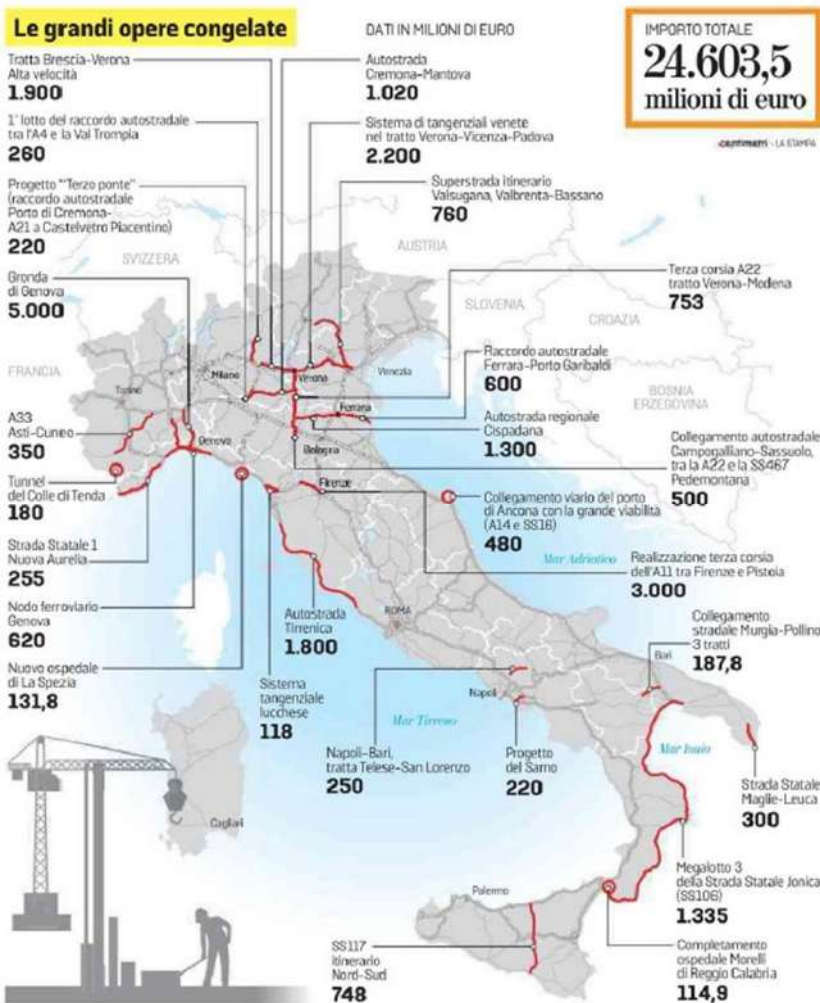 Le grandi opere congelate
DATI IN MILIONI DI EURO
IMPORTO TOTALE
24.603,5
milioni di euro
centimetri - LA STAMPA
Tratta Brescia-Verona
Alta velocità
1.900
1° lotto del raccordo autostradale
tra l'A4 e la Val Trompia
260
Progetto "Terzo ponte"
(raccordo autostradale
Porto di Cremona-
A21 a Castelvetro Piacentino)
220
Gronda
di Genova
5.000
A33
Asti-Cuneo
350
Tunnel
del Colle di Tenda
180
Strada Statale 1
Nuova Aurelia
255
Nodo ferroviario
Genova
620
Nuovo ospedale
di La Spezia
131,8
Autostrada
Cremona-Mantova
1.020
Sistema di tangenziali venete
nel tratto Verona-Vicenza-Padova
2.200
Superstrada itinerario
Valsugana, Valbrenta-Bassano
760
Terza corsia A22
tratto Verona-Modena
753
Raccordo autostradale
Ferrara-Porto Garibaldi
600
Autostrada regionale
Cispadana
1.300
Collegamento autostradale
Campogalliano-Sassuolo,
tra la A22 e la SS467
Pedemontana
500
Collegamento viario del porto
di Ancona con la grande viabilità
(A14 e SS16)
480
Realizzazione terza corsia
dell'A11 tra Firenze e Pistoia
3.000
Collegamento
stradale Murgia-Pollino
3 tratti
187,8
Autostrada
Tirrenica
1.800
Sistema
tangenziale
lucchese
118
Napoli-Bari,
tratta Telese-San Lorenzo
250
Progetto
del Sarno
220
Strada Statale
Maglie-Leuca
300
Megalotto 3
della Strada Statale Jonica
(SS106)
1.335
SS117
itinerario
Nord-Sud
748
Completamento
ospedale Morelli
di Reggio Calabria
114,9
SVIZZERA
AUSTRIA
SLOVENIA
CROAZIA
BOSNIA
ERZEGOVINA
FRANCIA
Torino
Milano
Verona
Venezia
Ferrara
Genova
Bologna
Firenze
ROMA
Napoli
Bari
Palermo
Cagliari
Mar Adriatico
Mar Tirreno
Mar Ionio